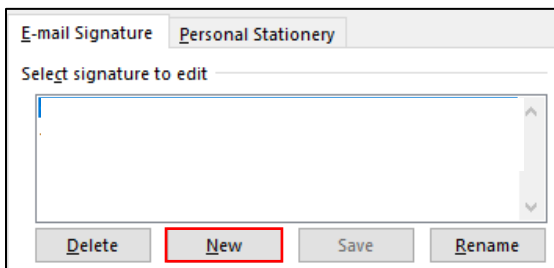 E-mail Signature Personal Stationery
Select signature to edit
Delete New Save Rename